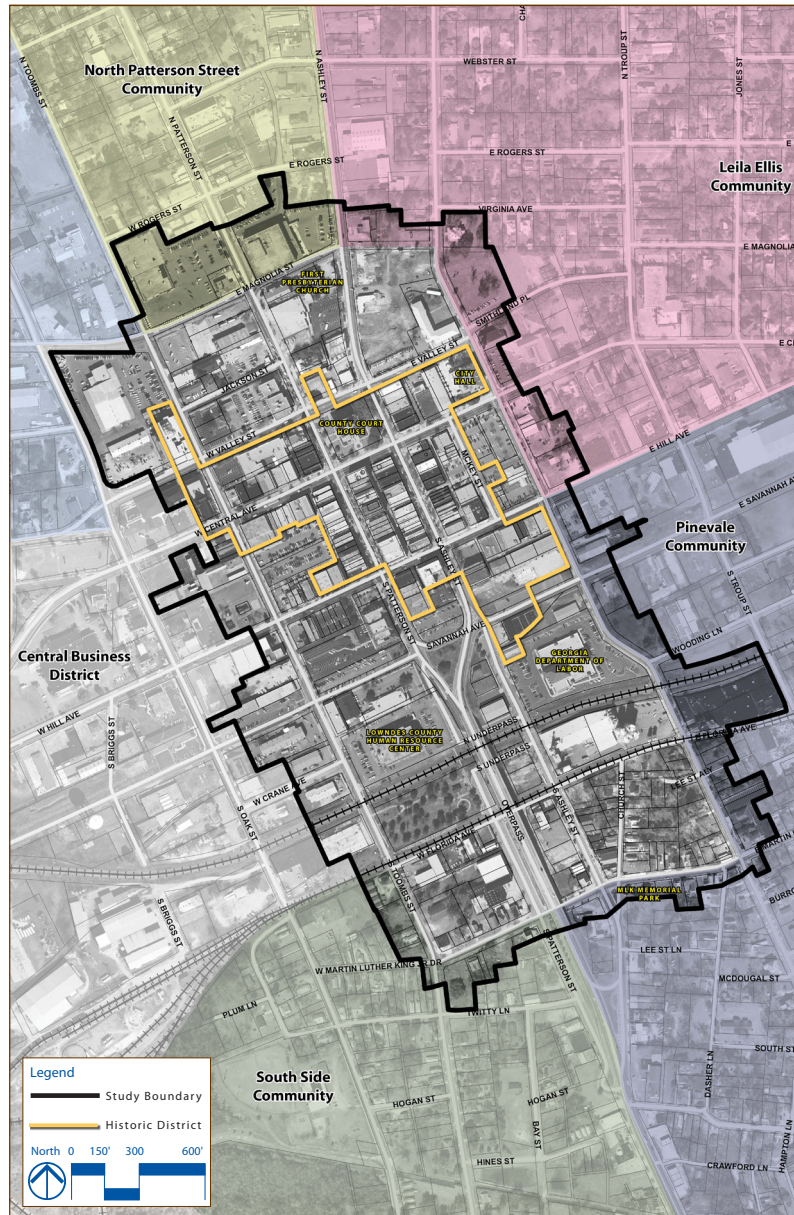 CHA
N TOOMBS ST
North Patterson Street
Community
N ASHLEY ST
WEBSTER ST
N TROUP ST
JONES ST
N PATTERSON ST
E ROGERS ST
E ROGERS ST
E
Leila Ellis
Community
W ROGERS ST
VIRGINIA AVE
E MAGNOLIA
E MAGNOLIA ST
FIRST
PRESBYTERIAN
CHURCH
SMITHLAND PL
E VALLEY ST
JACKSON ST
CITY
HALL
COUNTY COURT
HOUSE
W VALLEY ST
E HILL AVE
MCKEY ST
E SAVANNAH A
W CENTRAL AVE
Pinevale
Community
S ASHLEY ST
S TROUP ST
S PATTERSON ST
SAVANNAH AVE
WOODING LN
Central Business
District
GEORGIA
DEPARTMENT OF
LABOR
W HILL AVE
S BRIGGS ST
LOWNDES COUNTY
HUMAN RESOURCE
CENTER
N UNDERPASS
S UNDERPASS
W CRANE AVE
LEE ST ALY
CHURCH ST
S OAK ST
S ASHLEY ST
OVERPASS
W FLORIDA AVE
S TOOMBS ST
MLK MEMORIAL
PARK
BURRO
S BRIGGS ST
S PATTERSON ST
LEE ST LN
W MARTIN LUTHER KING JR DR
MCDOUGAL ST
PLUM LN
TWITTY LN
SOUTH ST
South Side
Community
DASHER LN
HOGAN ST
HOGAN ST
BAY ST
HAMPTON LN
HINES ST
CRAWFORD LN
Legend
Study Boundary
Historic District
North 0 150' 300 600'